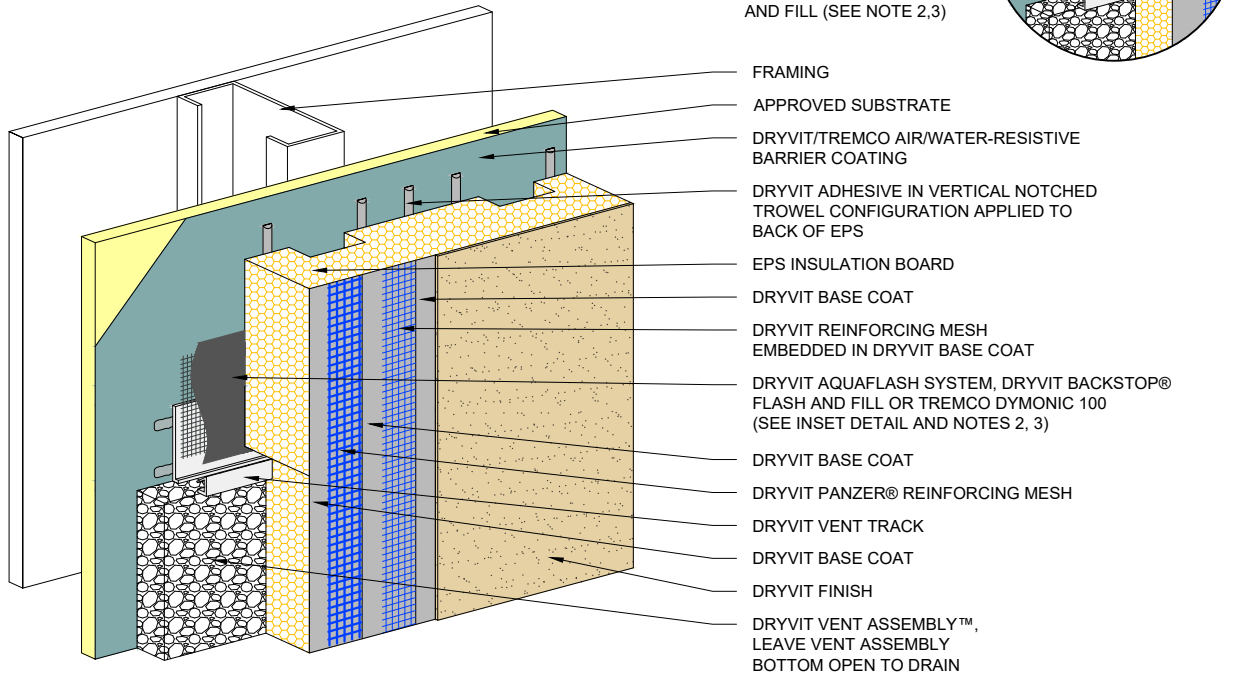 AND FILL (SEE NOTE 2,3)
FRAMING
APPROVED SUBSTRATE
DRYVIT/TREMCO AIR/WATER-RESISTIVE
BARRIER COATING
DRYVIT ADHESIVE IN VERTICAL NOTCHED
TROWEL CONFIGURATION APPLIED TO
BACK OF EPS
EPS INSULATION BOARD
DRYVIT BASE COAT
DRYVIT REINFORCING MESH
EMBEDDED IN DRYVIT BASE COAT
DRYVIT AQUAFLASH SYSTEM, DRYVIT BACKSTOP®
FLASH AND FILL OR TREMCO DYMONIC 100
(SEE INSET DETAIL AND NOTES 2, 3)
DRYVIT BASE COAT
DRYVIT PANZER® REINFORCING MESH
DRYVIT VENT TRACK
DRYVIT BASE COAT
DRYVIT FINISH
DRYVIT VENT ASSEMBLY™,
LEAVE VENT ASSEMBLY
BOTTOM OPEN TO DRAIN